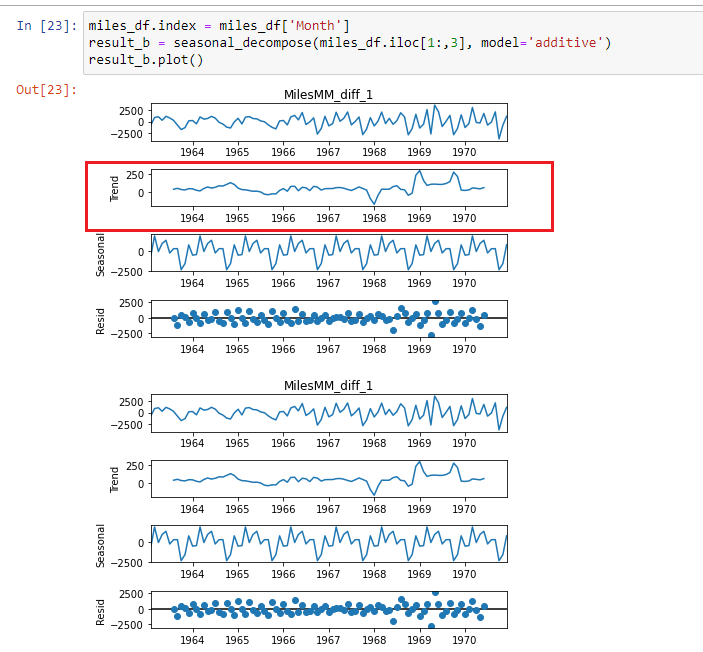 In [23]: miles_df.index = miles_df['Month']
result_b = seasonal_decompose(miles_df.iloc[1:,3], model='additive')
result_b.plot()
Out[23]:
MilesMM_diff_1
2500
0
−2500
1964 1965 1966 1967 1968 1969 1970
Trend
250
0
1964 1965 1966 1967 1968 1969 1970
Seasonal
0
−2500
1964 1965 1966 1967 1968 1969 1970
Resid
2500
0
−2500
1964 1965 1966 1967 1968 1969 1970
MilesMM_diff_1
2500
0
−2500
1964 1965 1966 1967 1968 1969 1970
Trend
250
0
1964 1965 1966 1967 1968 1969 1970
Seasonal
0
−2500
1964 1965 1966 1967 1968 1969 1970
Resid
2500
0
−2500
1964 1965 1966 1967 1968 1969 1970